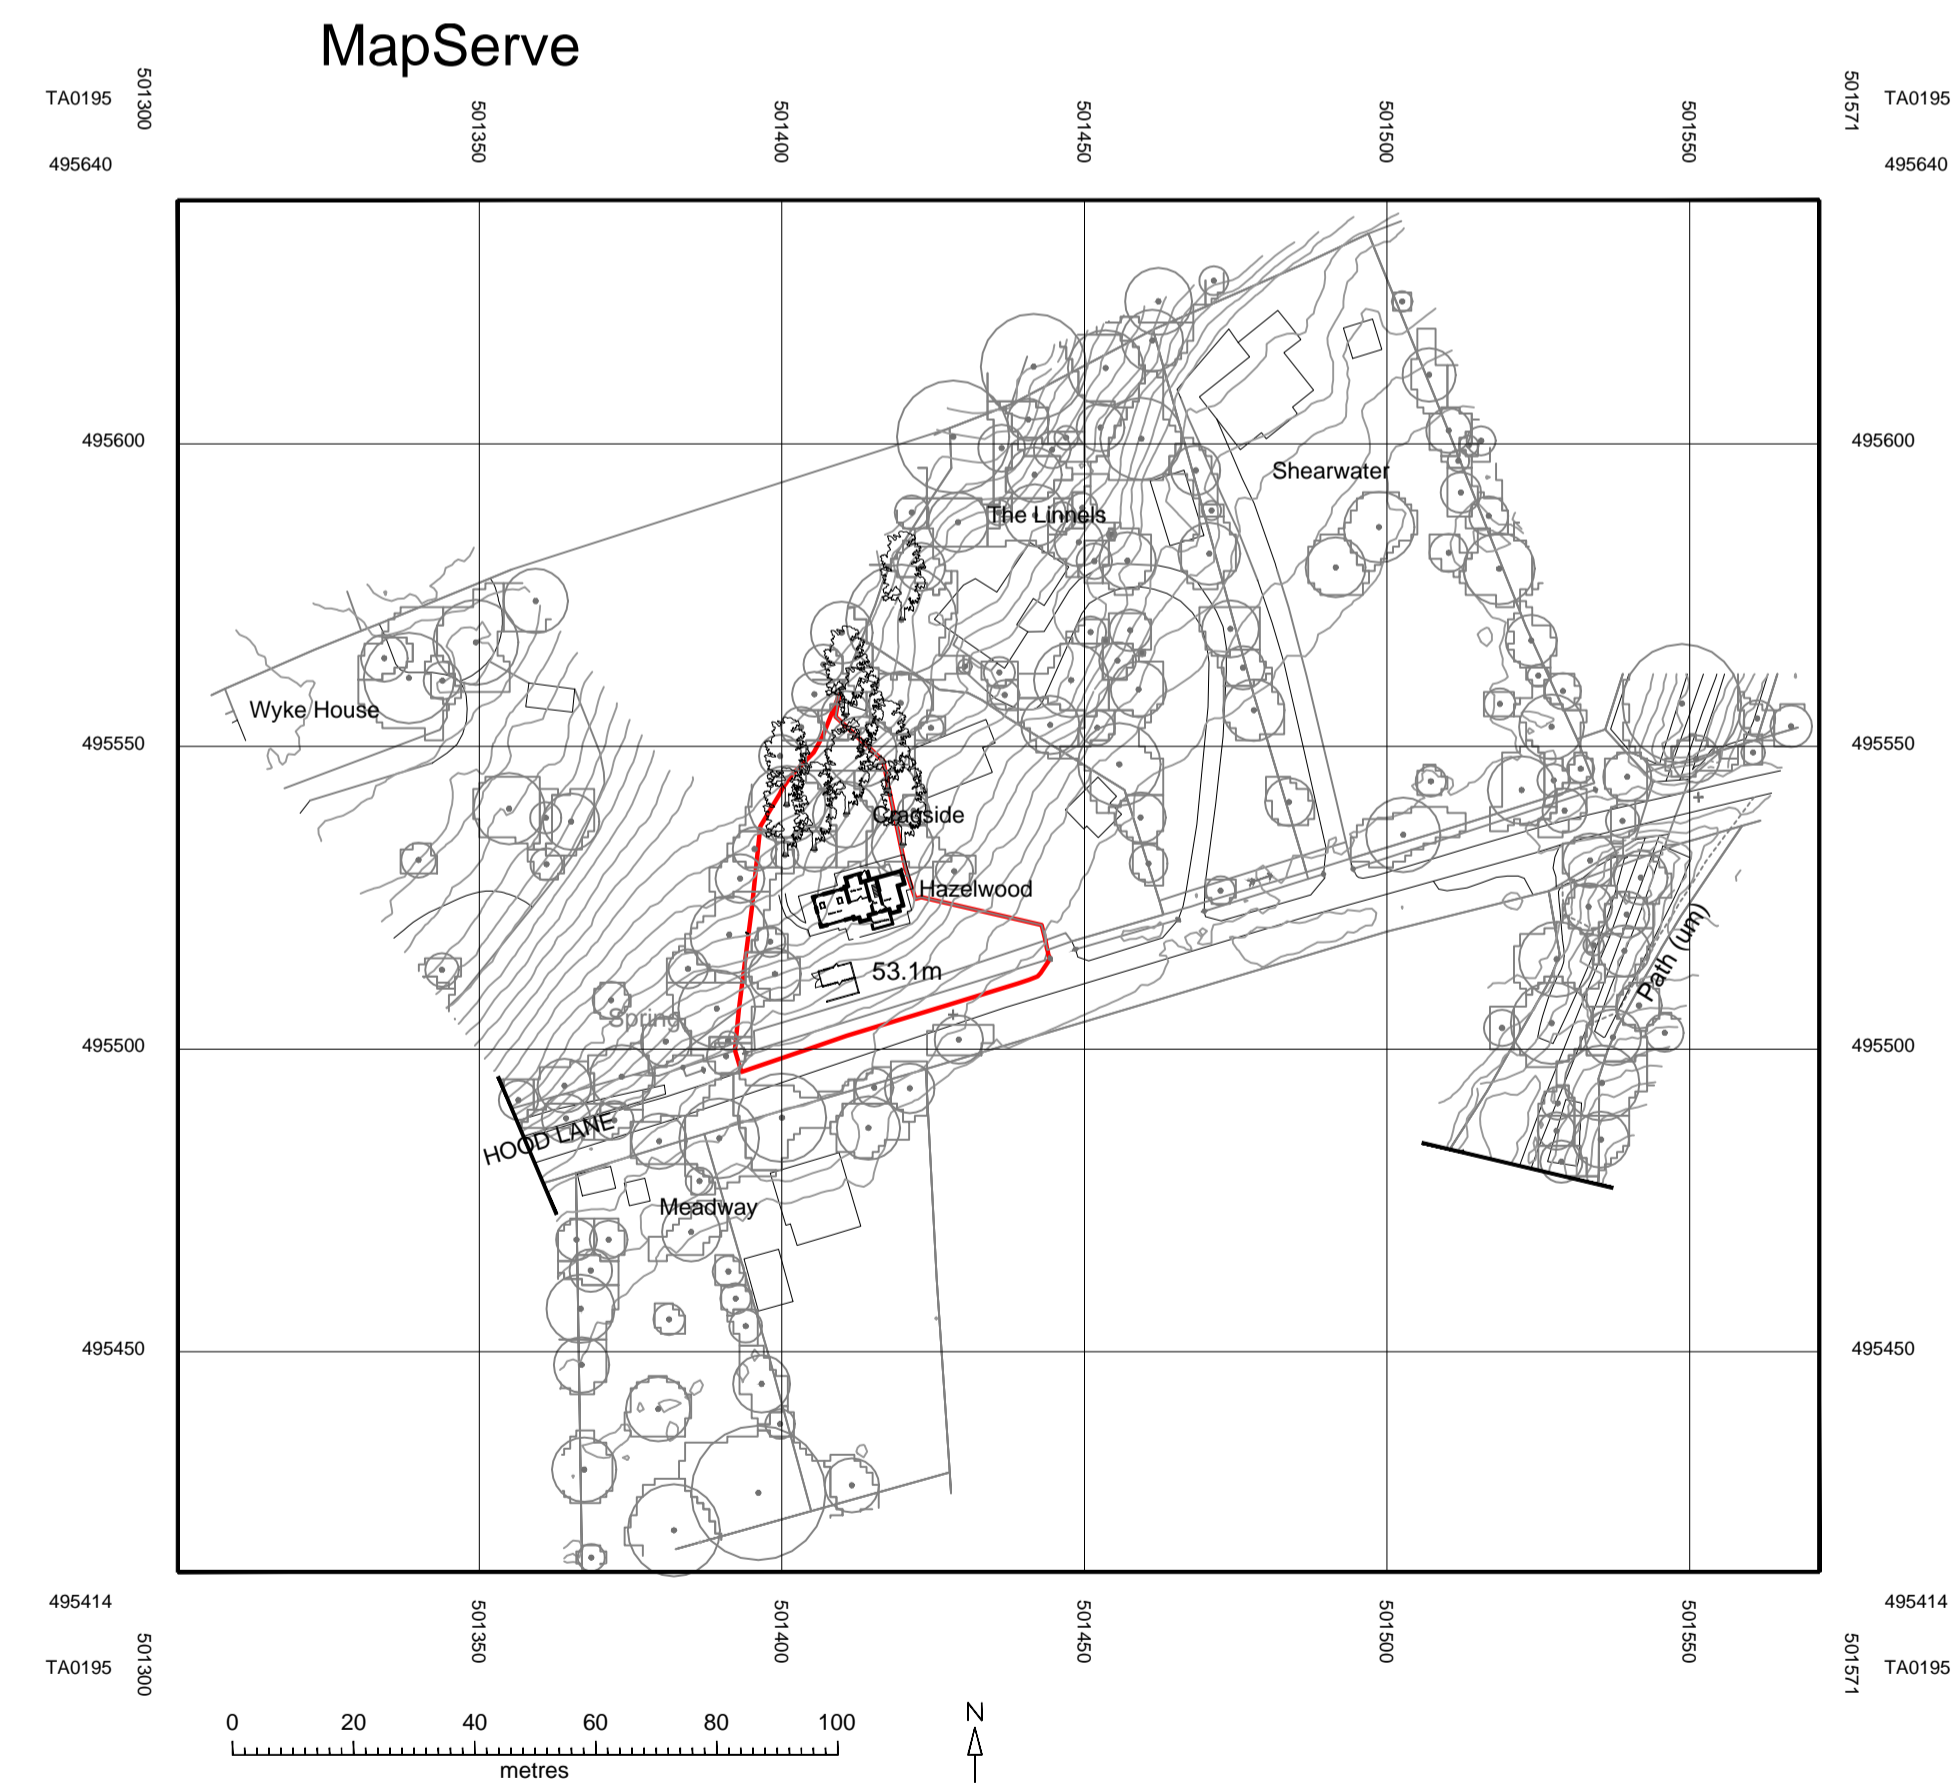 MapServe
TA0195
501300
501350
501400
501450
501500
501550
501571
TA0195
495640
495640
495600
495600
Shearwater
The Linnels
Wyke House
495550
495550
Cragside
Hazelwood
53.1m
Path (um)
Spring
495500
495500
HOOD LANE
Meadway
495450
495450
495414
495414
TA0195
501300
501350
501400
501450
501500
501550
501571
TA0195
0 20 40 60 80 100
metres
N